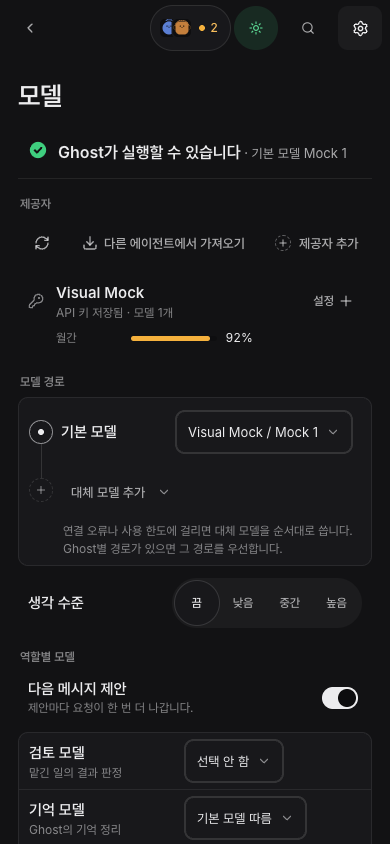 2
모델
Ghost가 실행할 수 있습니다 · 기본 모델 Mock 1
제공자
다른 에이전트에서 가져오기
제공자 추가
Visual Mock
API 키 저장됨 · 모델 1개
설정
월간 92%
모델 경로
기본 모델
Visual Mock / Mock 1
대체 모델 추가
연결 오류나 사용 한도에 걸리면 대체 모델을 순서대로 씁니다.
Ghost별 경로가 있으면 그 경로를 우선합니다.
생각 수준
끔 낮음 중간 높음
역할별 모델
다음 메시지 제안
제안마다 요청이 한 번 더 나갑니다.
검토 모델
맡긴 일의 결과 판정
선택 안 함
기억 모델
Ghost의 기억 정리
기본 모델 따름